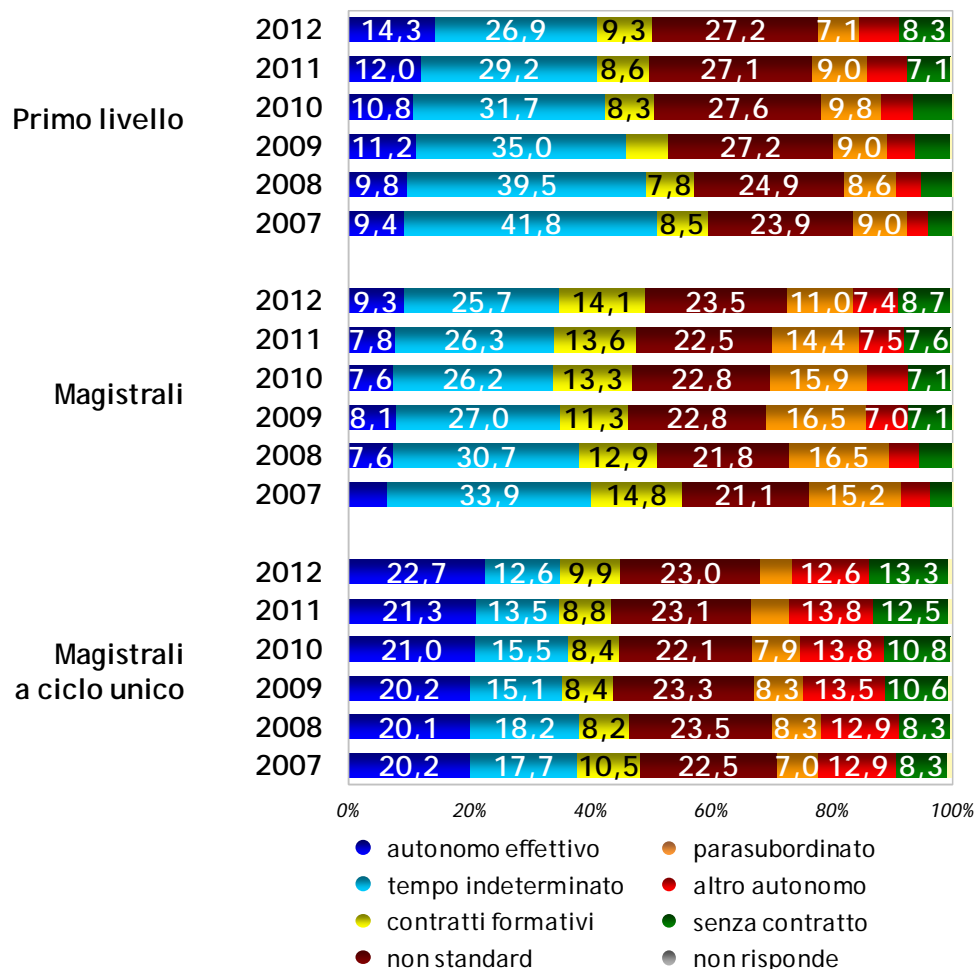 2012 14,3 26,9 9,3 27,2 7,1 8,3
2011 12,0 29,2 8,6 27,1 9,0 7,1
Primo livello
2010 10,8 31,7 8,3 27,6 9,8
2009 11,2 35,0 27,2 9,0
2008 9,8 39,5 7,8 24,9 8,6
2007 9,4 41,8 8,5 23,9 9,0
2012 9,3 25,7 14,1 23,5 11,0 7,4 8,7
2011 7,8 26,3 13,6 22,5 14,4 7,5 7,6
Magistrali
2010 7,6 26,2 13,3 22,8 15,9 7,1
2009 8,1 27,0 11,3 22,8 16,5 7,0 7,1
2008 7,6 30,7 12,9 21,8 16,5
2007 33,9 14,8 21,1 15,2
2012 22,7 12,6 9,9 23,0 12,6 13,3
2011 21,3 13,5 8,8 23,1 13,8 12,5
Magistrali
a ciclo unico
2010 21,0 15,5 8,4 22,1 7,9 13,8 10,8
2009 20,2 15,1 8,4 23,3 8,3 13,5 10,6
2008 20,1 18,2 8,2 23,5 8,3 12,9 8,3
2007 20,2 17,7 10,5 22,5 7,0 12,9 8,3
0% 20% 40% 60% 80% 100%
autonomo effettivo
tempo indeterminato
contratti formativi
non standard
parasubordinato
altro autonomo
senza contratto
non risponde